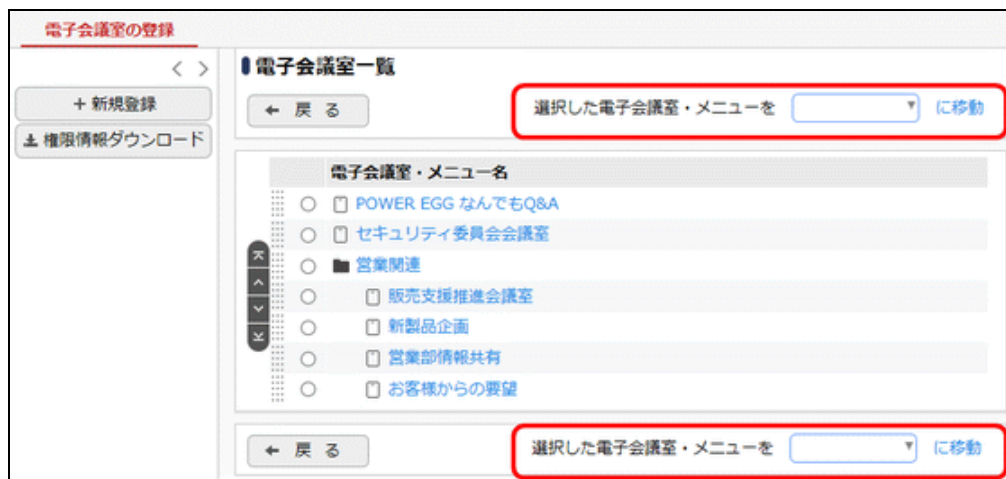 電子会議室の登録
＋新規登録
権限情報ダウンロード
電子会議室一覧
戻 る
選択した電子会議室・メニューを に移動
電子会議室・メニュー名
POWER EGG なんでもQ&A
セキュリティ委員会会議室
営業関連
販売支援推進会議室
新製品企画
営業部情報共有
お客様からの要望
戻 る
選択した電子会議室・メニューを に移動